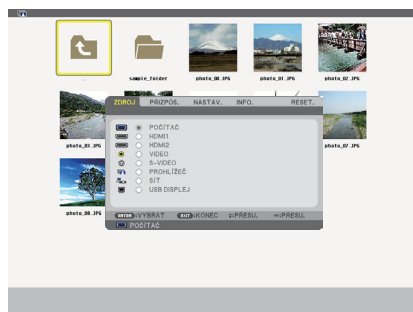 ..
sample_folder
photo_00.JPG
photo_01.JPG
photo_02.JPG
ZDROJ PŘIZPŮS. NASTAV. INFO. RESET.
POČÍTAČ
HDMI1
HDMI2
VIDEO
S-VIDEO
PROHLÍŽEČ
SÍŤ
USB DISPLEJ
photo_03.JPG
photo_07.JPG
photo_08.JPG
ENTER:VYBRAT EXIT:KONEC :PŘESU. :PŘESU.
POČÍTAČ